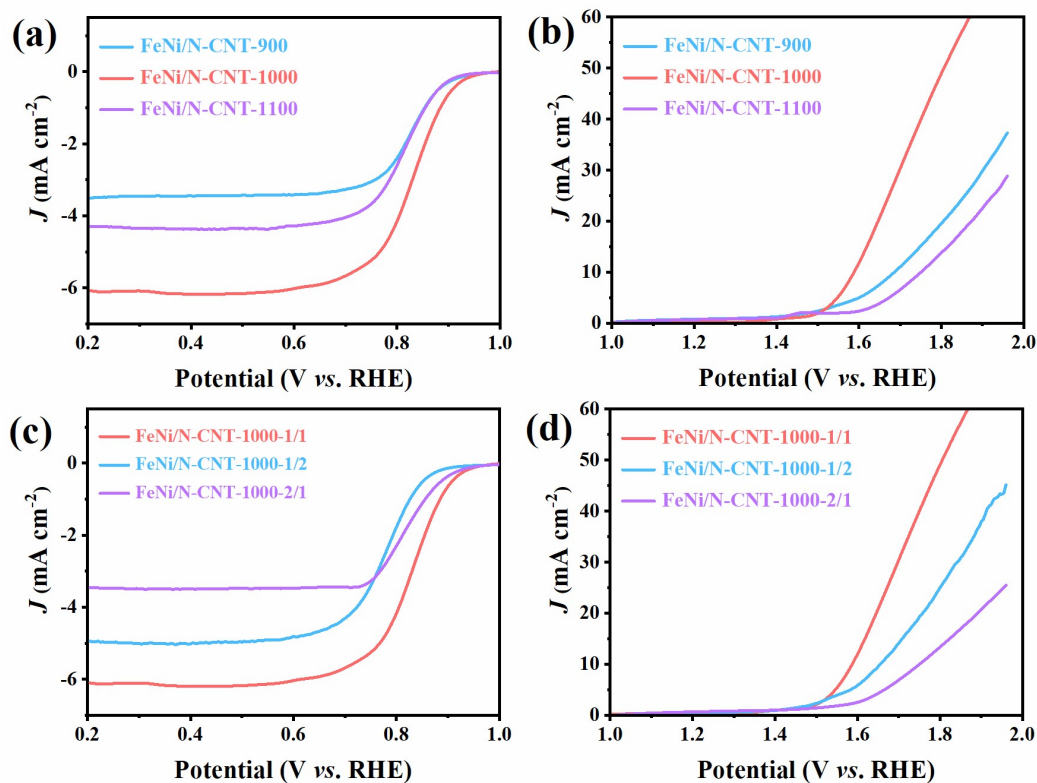 (a)
FeNi/N-CNT-900
FeNi/N-CNT-1000
FeNi/N-CNT-1100
0
-2
-4
-6
J (mA cm-2)
0.2 0.4 0.6 0.8 1.0
Potential (V vs. RHE)
(b)
FeNi/N-CNT-900
FeNi/N-CNT-1000
FeNi/N-CNT-1100
60
50
40
30
20
10
0
J (mA cm-2)
1.0 1.2 1.4 1.6 1.8 2.0
Potential (V vs. RHE)
(c)
FeNi/N-CNT-1000-1/1
FeNi/N-CNT-1000-1/2
FeNi/N-CNT-1000-2/1
0
-2
-4
-6
J (mA cm-2)
0.2 0.4 0.6 0.8 1.0
Potential (V vs. RHE)
(d)
FeNi/N-CNT-1000-1/1
FeNi/N-CNT-1000-1/2
FeNi/N-CNT-1000-2/1
60
50
40
30
20
10
0
J (mA cm-2)
1.0 1.2 1.4 1.6 1.8 2.0
Potential (V vs. RHE)